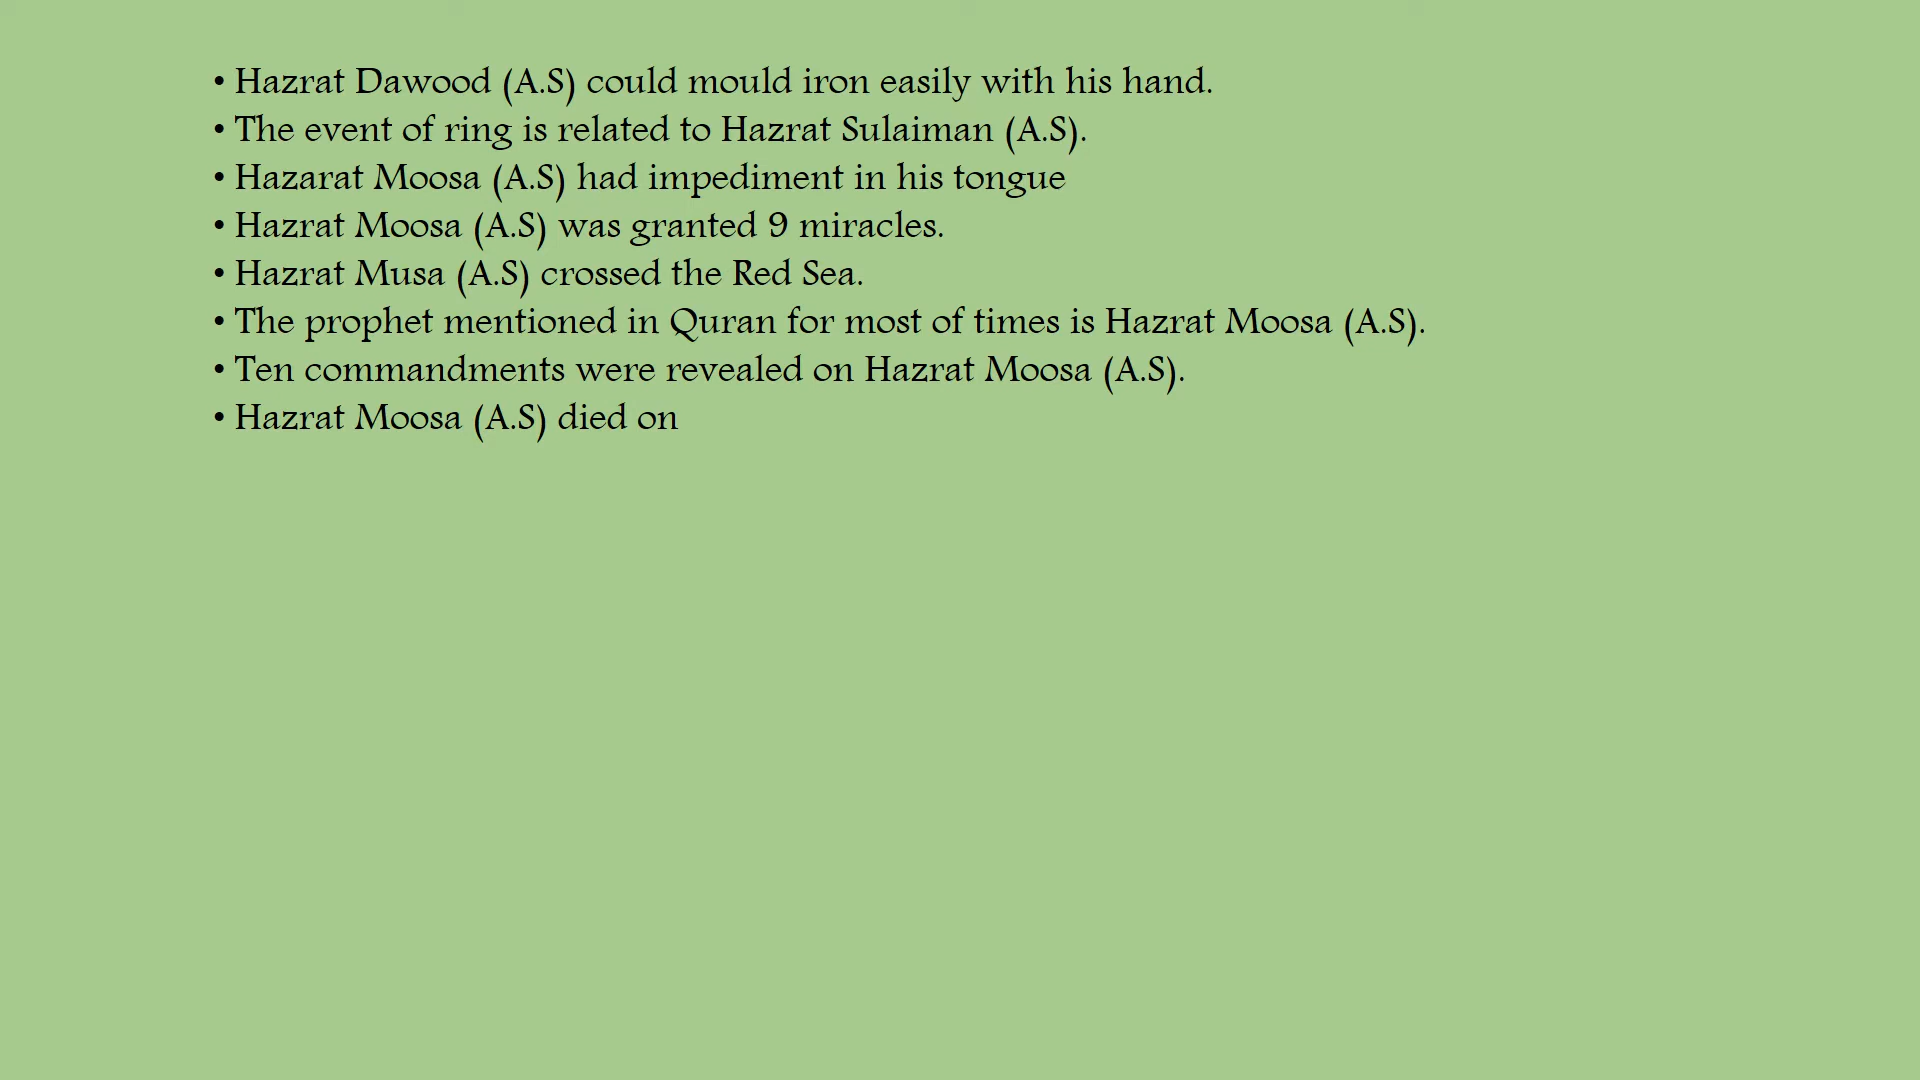 • Hazrat Dawood (A.S) could mould iron easily with his hand.
• The event of ring is related to Hazrat Sulaiman (A.S).
• Hazarat Moosa (A.S) had impediment in his tongue
• Hazrat Moosa (A.S) was granted 9 miracles.
• Hazrat Musa (A.S) crossed the Red Sea.
• The prophet mentioned in Quran for most of times is Hazrat Moosa (A.S).
• Ten commandments were revealed on Hazrat Moosa (A.S).
• Hazrat Moosa (A.S) died on